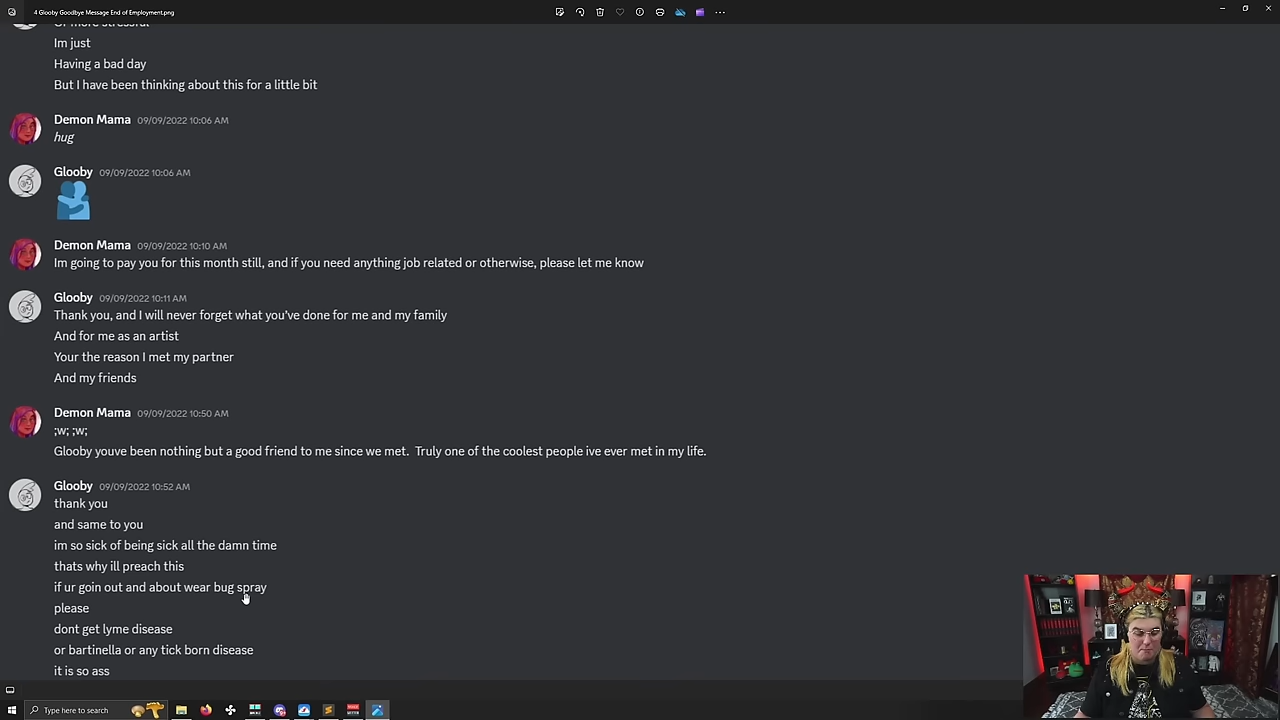 4 Glooby Goodbye Message End of Employment.png
Or more stressful
Im just
Having a bad day
But I have been thinking about this for a little bit
Demon Mama 09/09/2022 10:06 AM
hug
Glooby 09/09/2022 10:06 AM
Demon Mama 09/09/2022 10:10 AM
Im going to pay you for this month still, and if you need anything job related or otherwise, please let me know
Glooby 09/09/2022 10:11 AM
Thank you, and I will never forget what you've done for me and my family
And for me as an artist
Your the reason I met my partner
And my friends
Demon Mama 09/09/2022 10:50 AM
;w; ;w;
Glooby youve been nothing but a good friend to me since we met. Truly one of the coolest people ive ever met in my life.
Glooby 09/09/2022 10:52 AM
thank you
and same to you
im so sick of being sick all the damn time
thats why ill preach this
if ur goin out and about wear bug spray
please
dont get lyme disease
or bartinella or any tick born disease
it is so ass
Type here to search